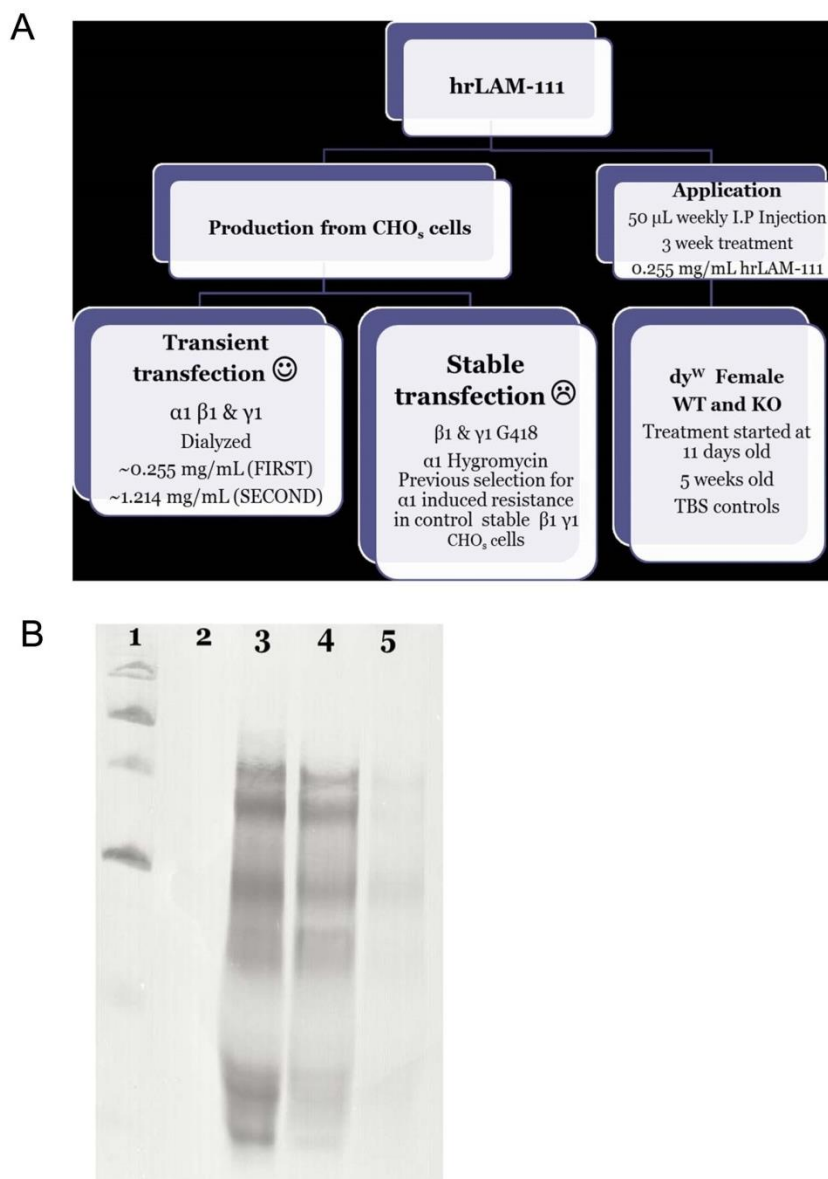 A
hrLAM-111
Production from CHOs cells
Application
50 µL weekly I.P Injection
3 week treatment
0.255 mg/mL hrLAM-111
Transient
transfection ☺
α1 β1 & γ1
Dialyzed
~0.255 mg/mL (FIRST)
~1.214 mg/mL (SECOND)
Stable
transfection ☹
β1 & γ1 G418
α1 Hygromycin
Previous selection for
α1 induced resistance
in control stable β1 γ1
CHOs cells
dyW Female
WT and KO
Treatment started at
11 days old
5 weeks old
TBS controls
B
1 2 3 4 5